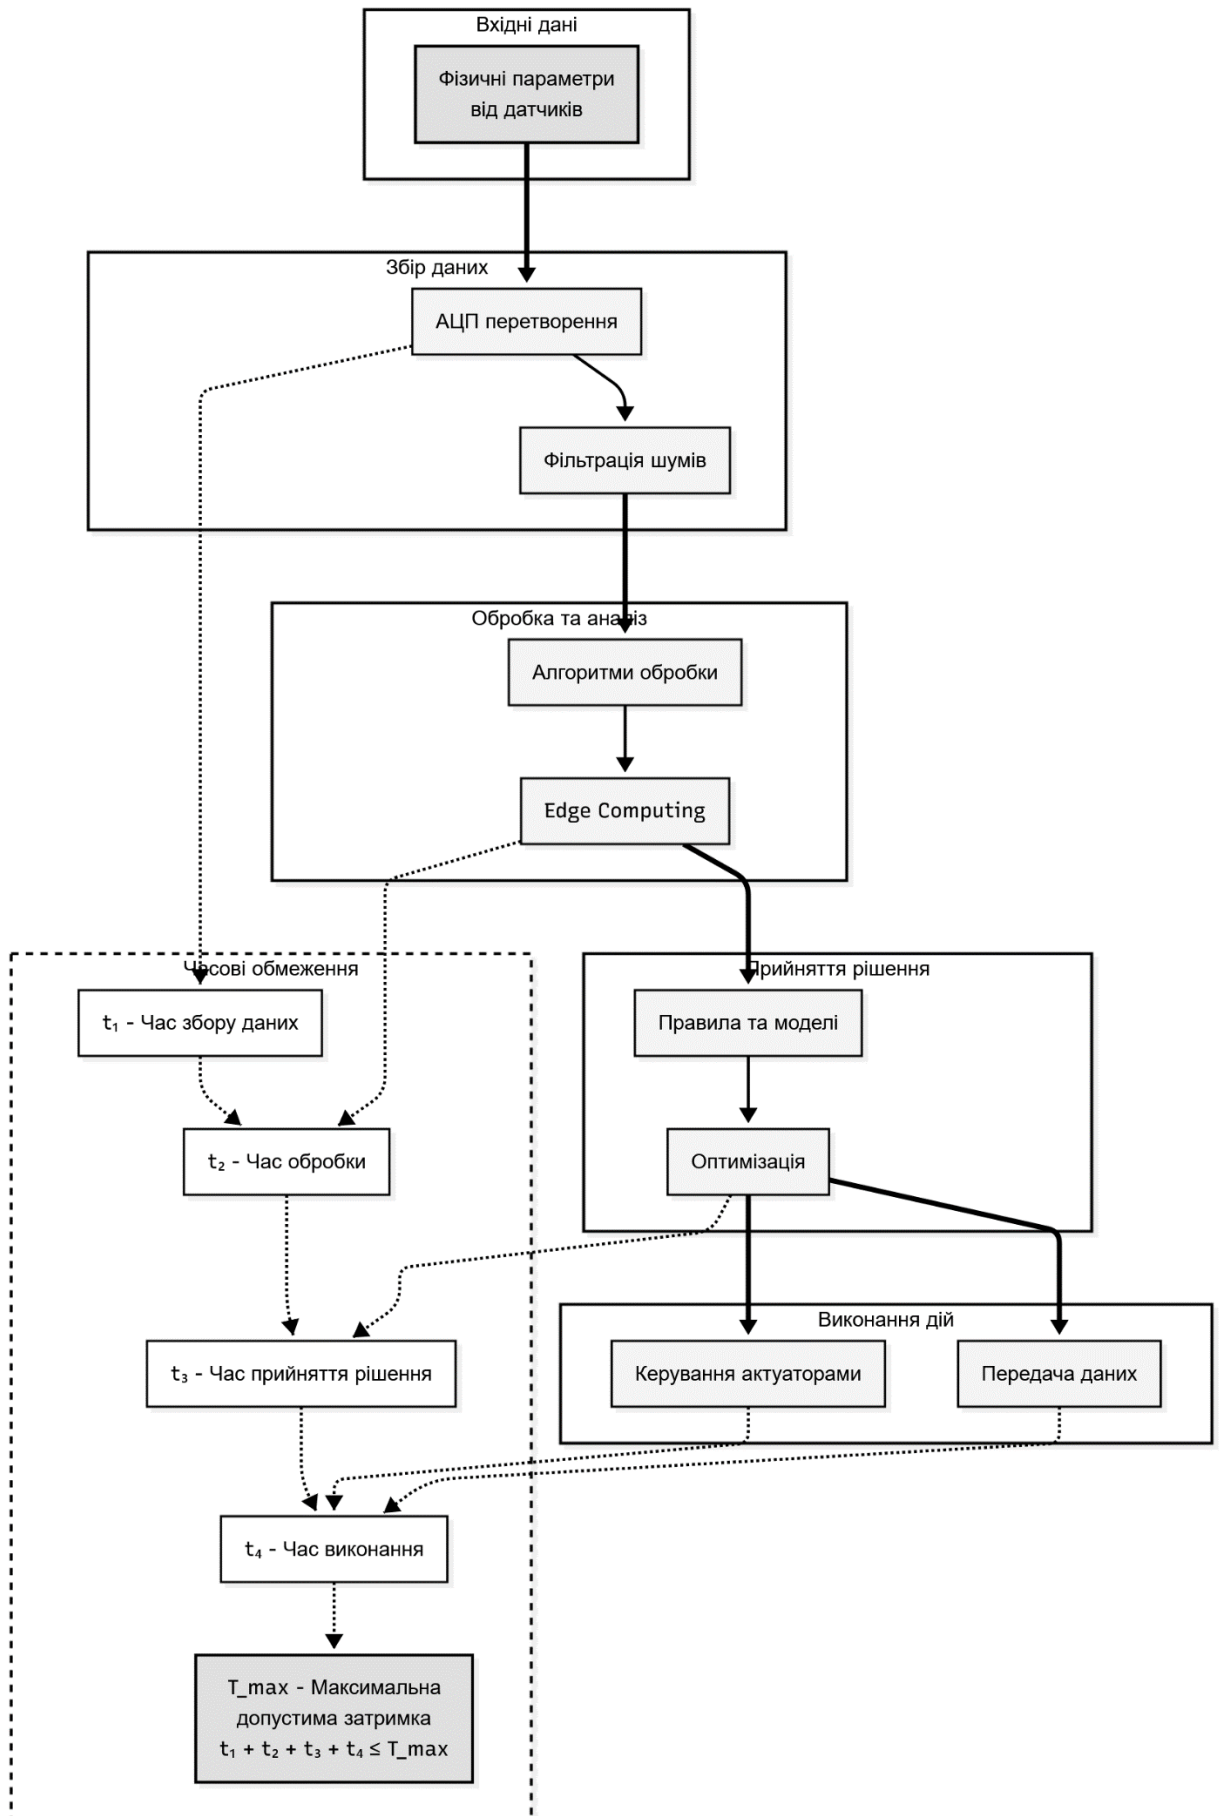 Вхідні дані
Фізичні параметри
від датчиків
Збір даних
АЦП перетворення
Фільтрація шумів
Обробка та аналіз
Алгоритми обробки
Edge Computing
Часові обмеження
t₁ - Час збору даних
t₂ - Час обробки
t₃ - Час прийняття рішення
t₄ - Час виконання
T_max - Максимальна
допустима затримка
t₁ + t₂ + t₃ + t₄ ≤ T_max
Прийняття рішення
Правила та моделі
Оптимізація
Виконання дій
Керування актуаторами
Передача даних